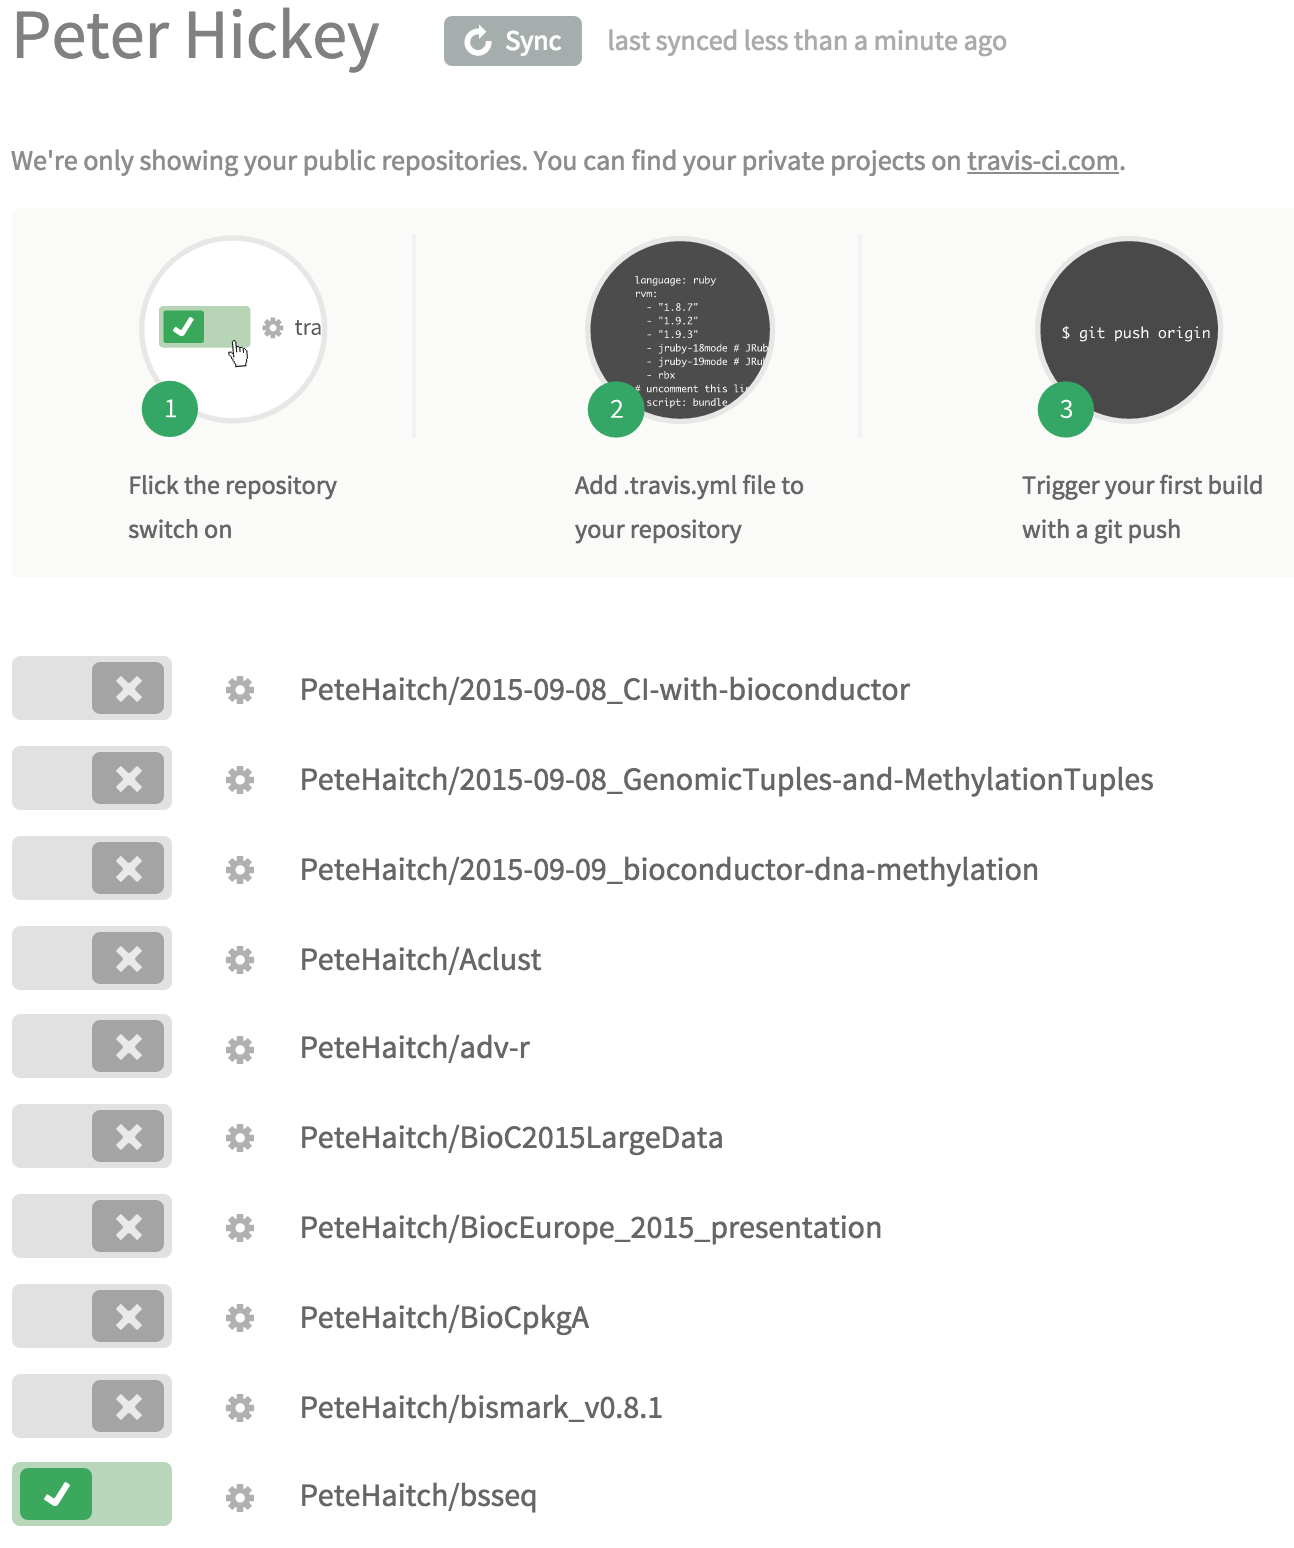 Peter Hickey
Sync
last synced less than a minute ago
We're only showing your public repositories. You can find your private projects on travis-ci.com.
tra
1
Flick the repository
switch on
language: ruby
rvm:
- "1.8.7"
- "1.9.2"
- "1.9.3"
- jruby-18mode # JRub
- jruby-19mode # JRub
- rbx
# uncomment this lin
script: bundle
2
Add .travis.yml file to
your repository
$ git push origin
3
Trigger your first build
with a git push
PeteHaitch/2015-09-08_CI-with-bioconductor
PeteHaitch/2015-09-08_GenomicTuples-and-MethylationTuples
PeteHaitch/2015-09-09_bioconductor-dna-methylation
PeteHaitch/Aclust
PeteHaitch/adv-r
PeteHaitch/BioC2015LargeData
PeteHaitch/BiocEurope_2015_presentation
PeteHaitch/BioCpkgA
PeteHaitch/bismark_v0.8.1
PeteHaitch/bsseq